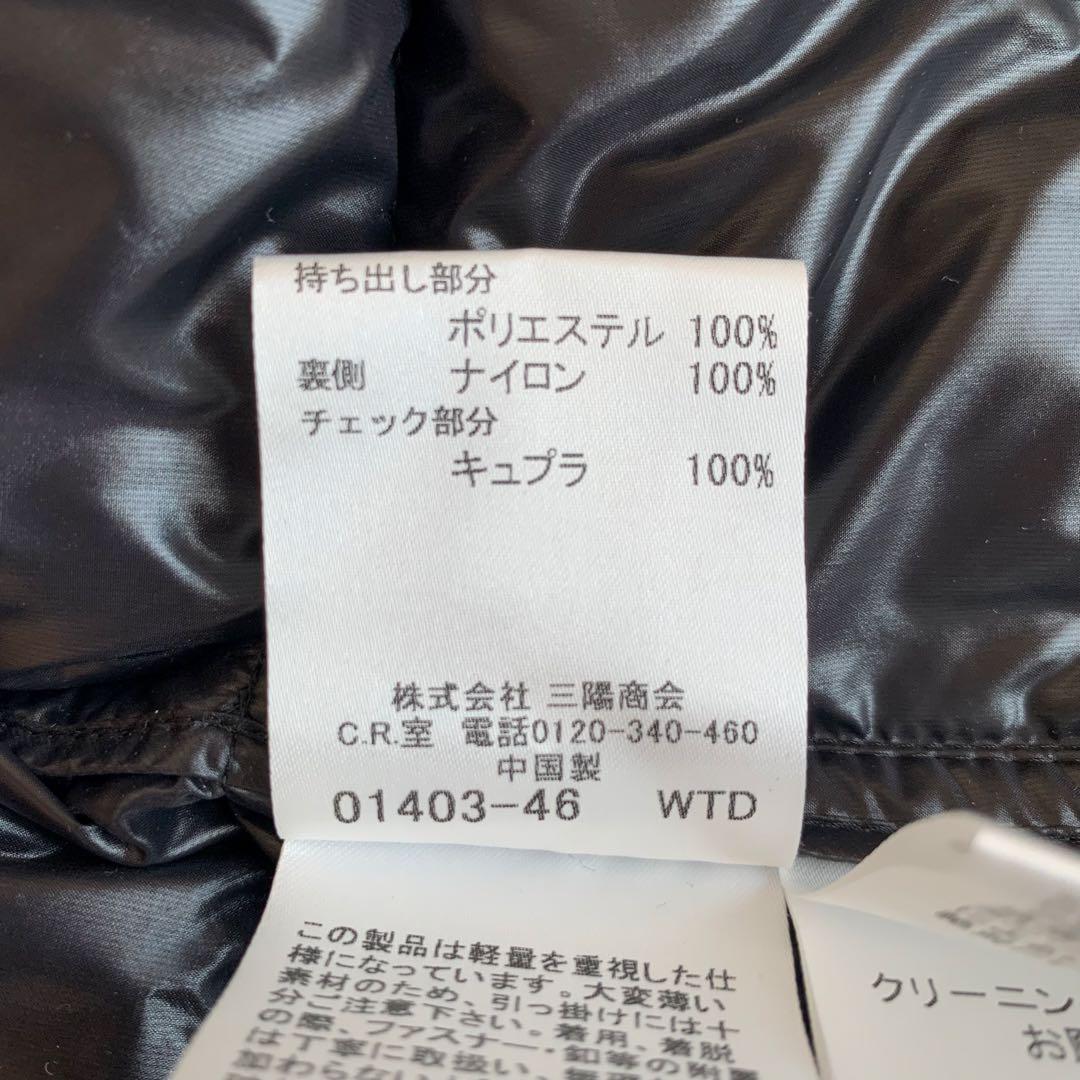 持ち出し部分
ポリエステル 100%
裏側 ナイロン 100%
チェック部分
キュプラ 100%
株式会社 三陽商会
C.R.室 電話0120-340-460
中国製
01403-46 WTD
この製品は軽量を重視した仕
様になっています。大変薄い
素材のため、引っ掛けには十
分ご注意下さい。着用、着脱
の際、ファスナー・釦等の附属
は丁寧に取扱い、
加わらない
クリーニン
お